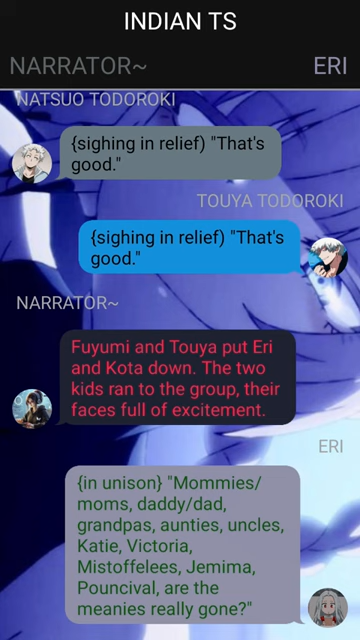 INDIAN TS
NARRATOR~ ERI
NATSUO TODOROKI
{sighing in relief) "That's
good."
TOUYA TODOROKI
{sighing in relief) "That's
good."
NARRATOR~
Fuyumi and Touya put Eri
and Kota down. The two
kids ran to the group, their
faces full of excitement.
ERI
{in unison} "Mommies/
moms, daddy/dad,
grandpas, aunties, uncles,
Katie, Victoria,
Mistoffelees, Jemima,
Pouncival, are the
meanies really gone?"